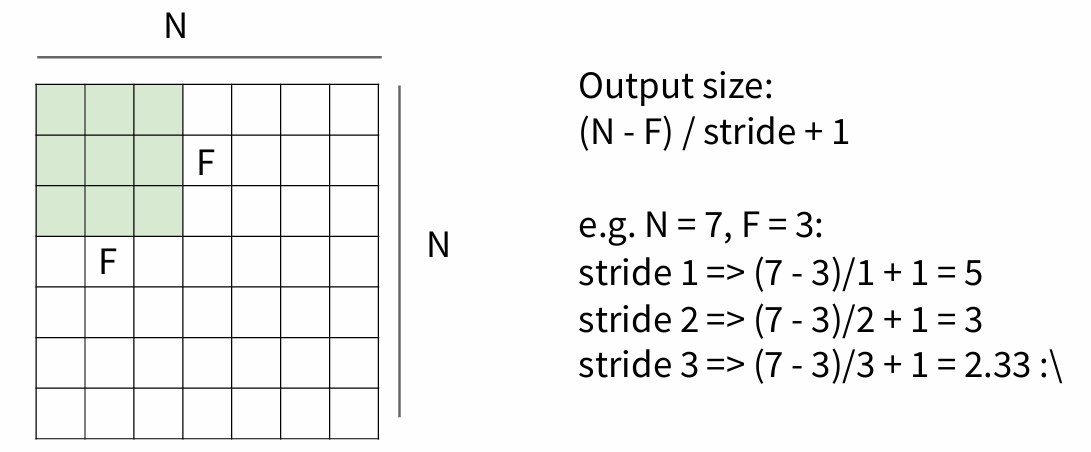 N
F
F
N
Output size:
(N - F) / stride + 1
e.g. N = 7, F = 3:
stride 1 => (7 - 3)/1 + 1 = 5
stride 2 => (7 - 3)/2 + 1 = 3
stride 3 => (7 - 3)/3 + 1 = 2.33 :\